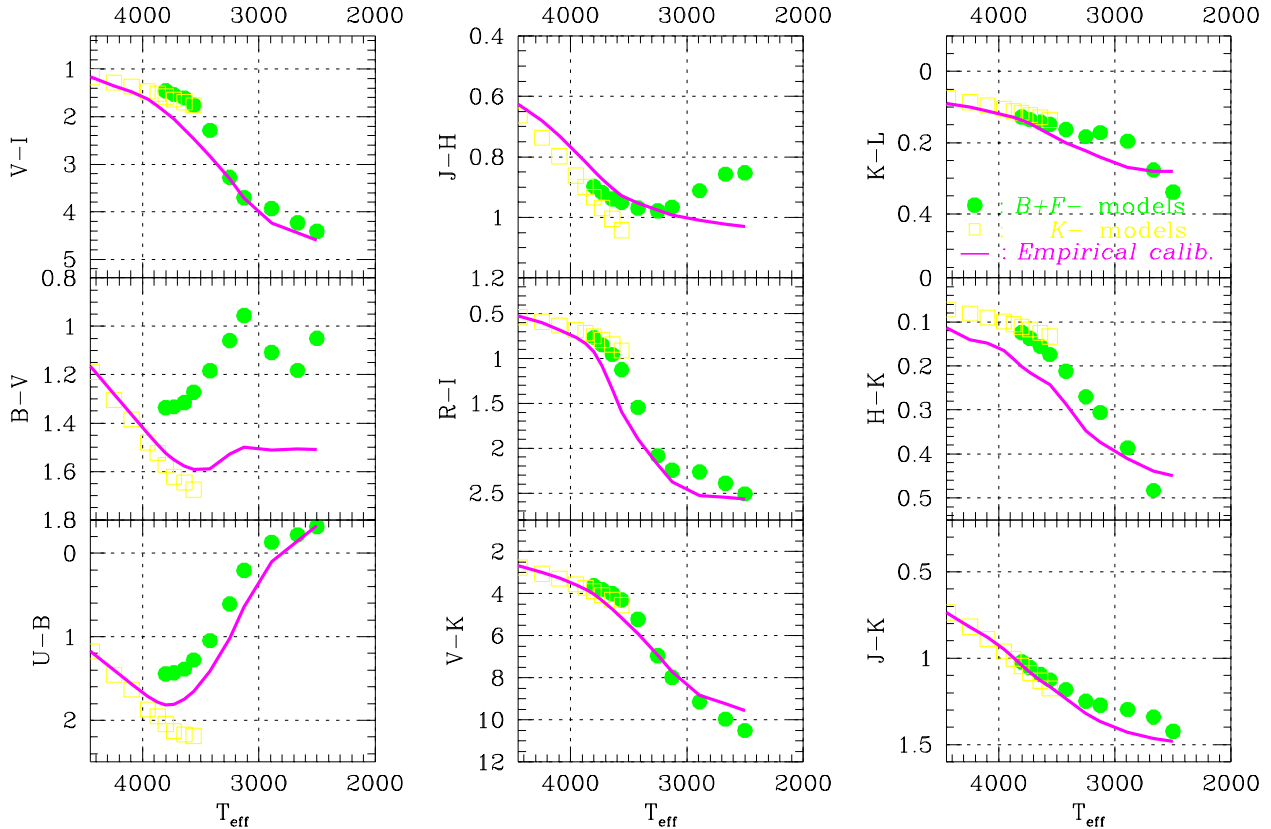 4000 3000 2000 4000 3000 2000 4000 3000 2000
V−I
1
2
3
4
5
0.8
J−H
0.4
0.6
0.8
1
1.2
K−L
0
0.2
0.4
0
: B+F− models
: K− models
: Empirical calib.
B−V
1
1.2
1.4
1.6
1.8
R−I
0.5
1
1.5
2
2.5
H−K
0.1
0.2
0.3
0.4
0.5
U−B
0
1
2
V−K
2
4
6
8
10
12
J−K
0.5
1
1.5
4000 3000 2000 4000 3000 2000 4000 3000 2000
Teff Teff Teff